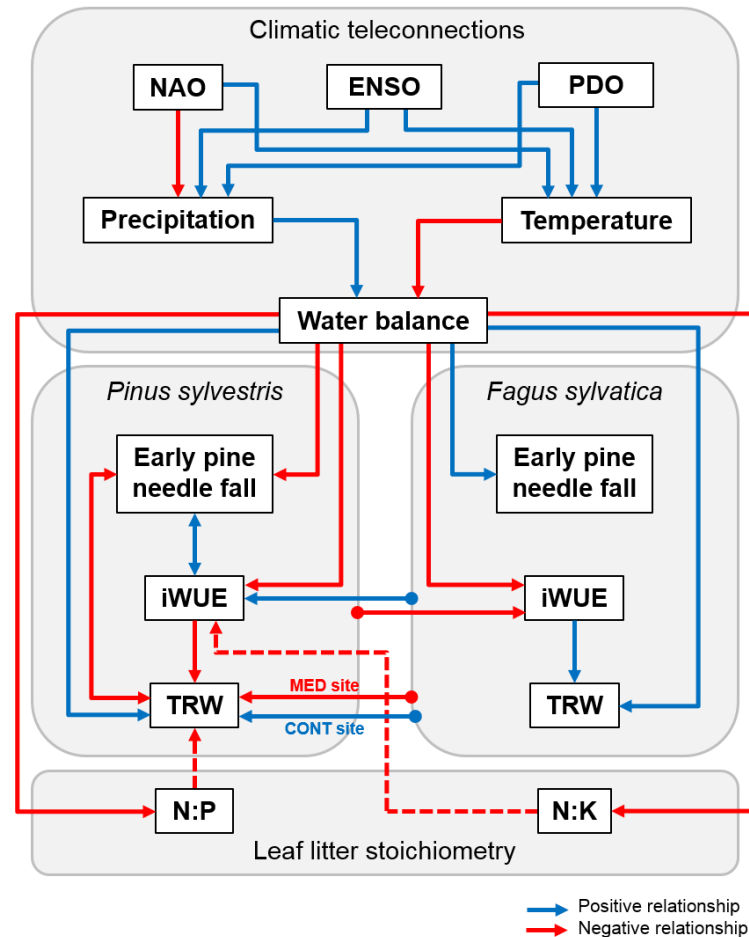 Climatic teleconnections
NAO
ENSO
PDO
Precipitation
Temperature
Water balance
Pinus sylvestris
Fagus sylvatica
Early pine
needle fall
Early pine
needle fall
iWUE
iWUE
MED site
TRW
TRW
CONT site
N:P
N:K
Leaf litter stoichiometry
Positive relationship
Negative relationship